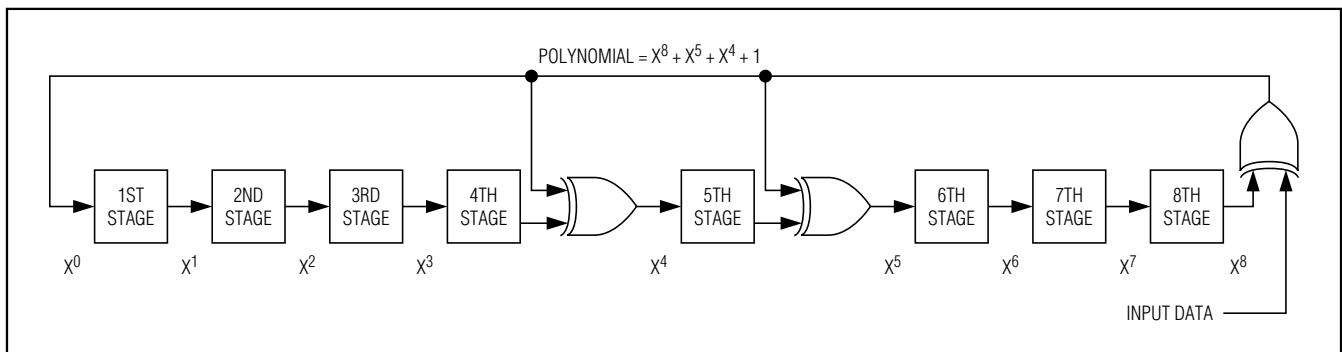 POLYNOMIAL = X⁸ + X⁵ + X⁴ + 1
1ST
STAGE
2ND
STAGE
3RD
STAGE
4TH
STAGE
5TH
STAGE
6TH
STAGE
7TH
STAGE
8TH
STAGE
X⁰
X¹
X²
X³
X⁴
X⁵
X⁶
X⁷
X⁸
INPUT DATA